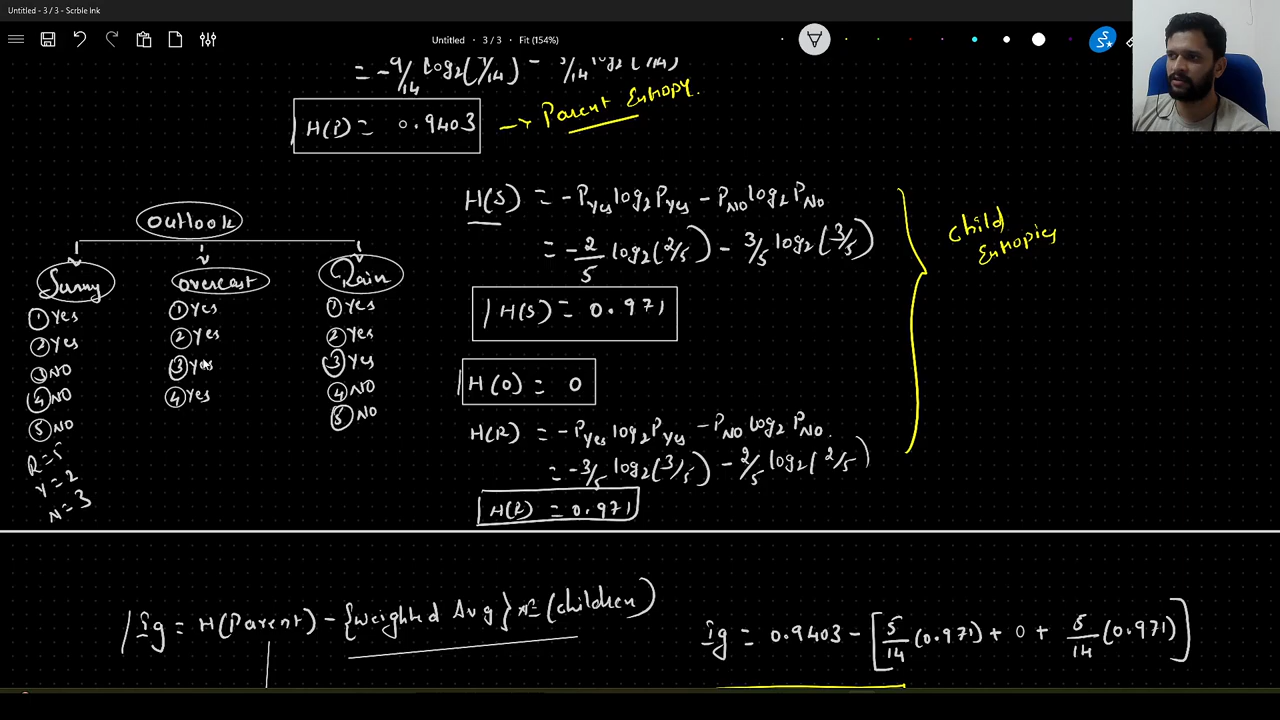 Untitled - 3 / 3 - Scrble Ink
Untitled • 3 / 3 • Fit (154%)
= -9/14 log2(9/14) - 5/14 log2(5/14)
H(P) = 0.9403 → Parent Entropy.
Outlook
Sunny
① Yes
② Yes
③ NO
④ NO
⑤ NO
R=5
Y=2
N=3
overcast
① Yes
② Yes
③ Yes
④ Yes
Rain
① Yes
② Yes
③ Yes
④ NO
⑤ NO
H(S) = -PYes log2 PYes - PNO log2 PNO
= -2/5 log2(2/5) - 3/5 log2(3/5)
H(S) = 0.971
H(O) = 0
H(R) = -PYes log2 PYes - PNO log2 PNO.
= -3/5 log2(3/5) - 2/5 log2(2/5)
H(R) = 0.971
child
Entropies
ig = H(Parent) - {Weighted Avg} * (children)
ig = 0.9403 - [5/14 (0.971) + 0 + 5/14 (0.971)]